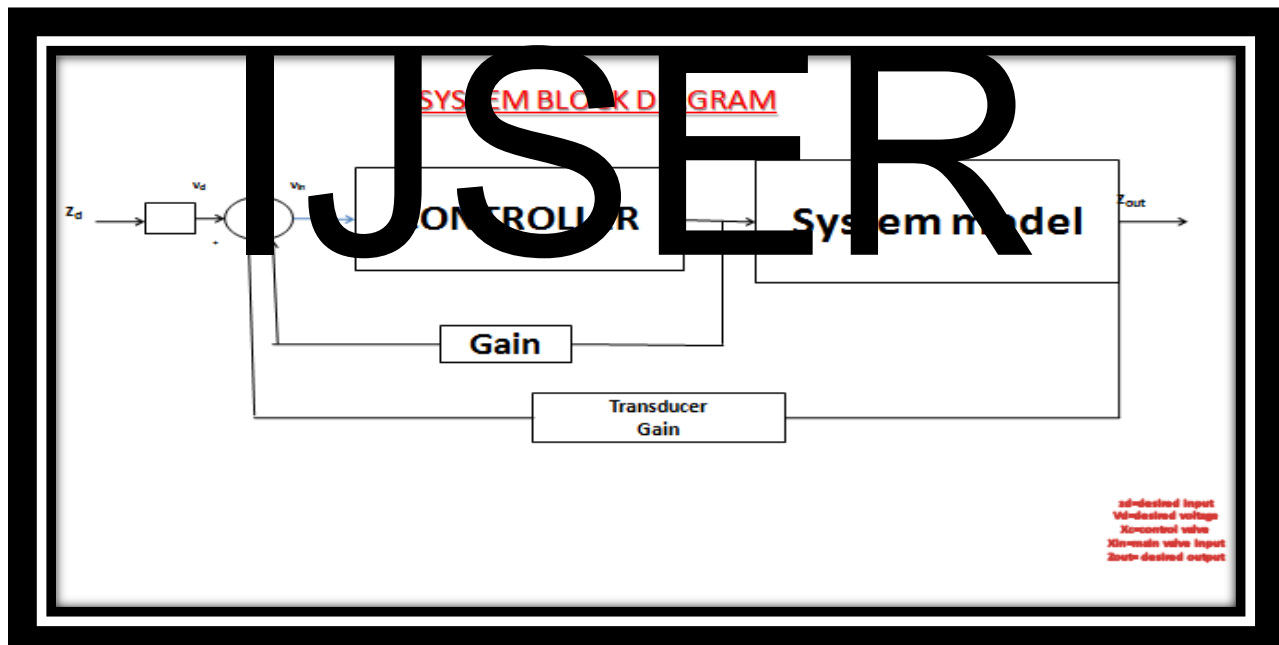 IJSER
SYSTEM BLOCK DIAGRAM
Zd
vd
vin
+
CONTROLLER
System model
Zout
Gain
Transducer
Gain
zd=desired input
Vd=desired voltage
Xc=control valve
Xin=main valve input
Zout= desired output